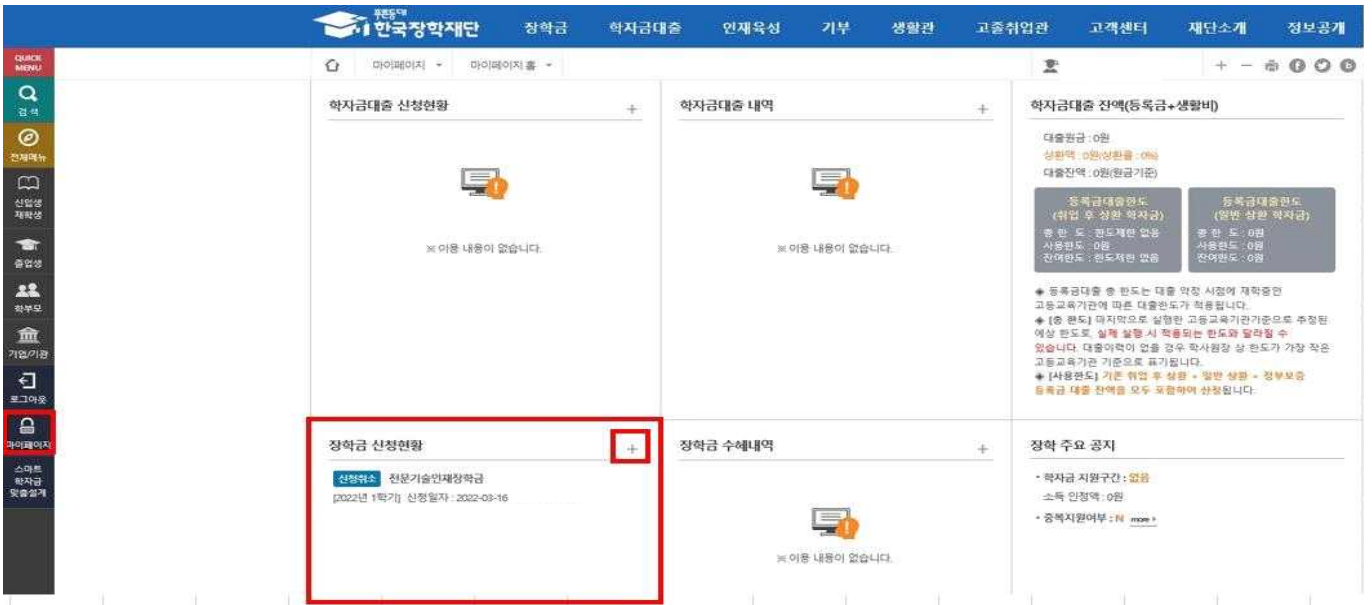 푸른등대
한국장학재단
장학금
학자금대출
인재육성
기부
생활관
고졸취업관
고객센터
재단소개
정보공개
QUICK
MENU
마이페이지
마이페이지 홈
+ -
검색
전체메뉴
신입생
재학생
졸업생
학부모
기업/기관
로그아웃
마이페이지
스마트
학자금
맞춤설계
학자금대출 신청현황 +
※ 이용 내용이 없습니다.
학자금대출 내역 +
※ 이용 내용이 없습니다.
학자금대출 잔액(등록금+생활비)
대출원금 : 0원
상환액 : 0원(상환율 : 0%)
대출잔액 : 0원(원금기준)
등록금대출한도
(취업 후 상환 학자금)
총 한 도 : 한도제한 없음
사용한도 : 0원
잔여한도 : 한도제한 없음
등록금대출한도
(일반 상환 학자금)
총 한 도 : 0원
사용한도 : 0원
잔여한도 : 0원
◈ 등록금대출 총 한도는 대출 약정 시점에 재학중인
고등교육기관에 따른 대출한도가 적용됩니다.
◈ [총 한도] 마지막으로 실행한 고등교육기관기준으로 추정된
예상 한도로, 실제 실행 시 적용되는 한도와 달라질 수
있습니다. 대출이력이 없을 경우 학사원장 상 한도가 가장 작은
고등교육기관 기준으로 표기됩니다.
◈ [사용한도] 기존 취업 후 상환 + 일반 상환 + 정부보증
등록금 대출 잔액을 모두 포함하여 산정됩니다.
장학금 신청현황 +
신청취소 전문기술인재장학금
[2022년 1학기] 신청일자 : 2022-03-16
장학금 수혜내역 +
※ 이용 내용이 없습니다.
장학 주요 공지
• 학자금 지원구간 : 없음
소득 인정액 : 0원
• 중복지원여부 : N more ›